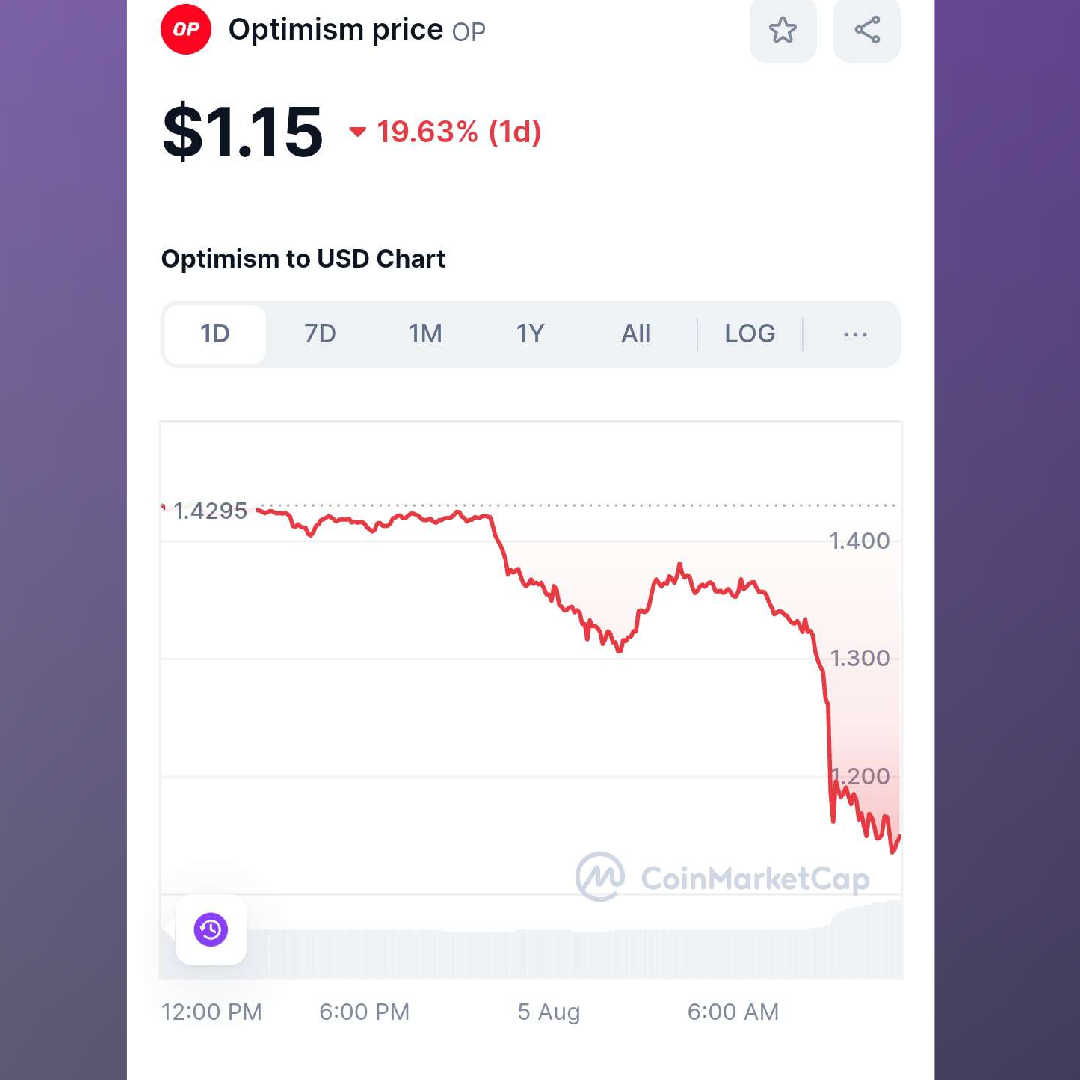 OP Optimism price OP
$1.15 19.63% (1d)
Optimism to USD Chart
1D 7D 1M 1Y All LOG ...
1.4295
1.400
1.300
1.200
CoinMarketCap
12:00 PM 6:00 PM 5 Aug 6:00 AM